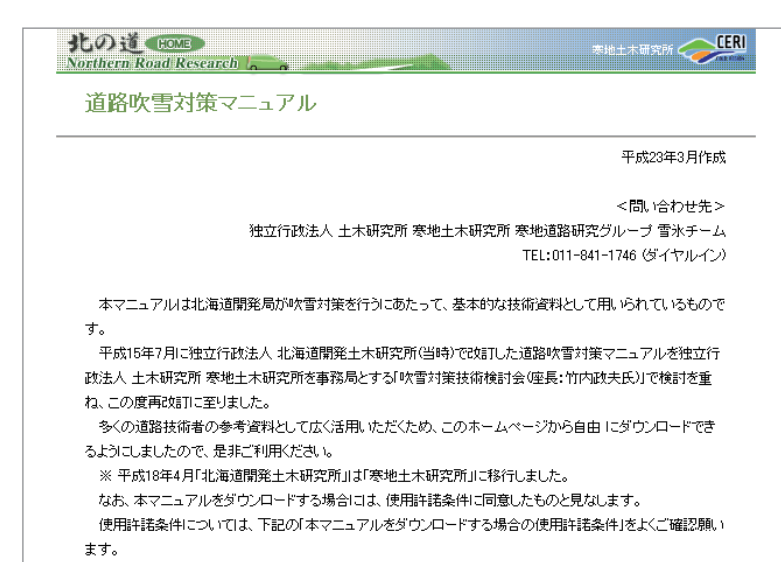 北の道 HOME
Northern Road Research
寒地土木研究所 CERI
道路吹雪対策マニュアル
平成23年3月作成
<問い合わせ先>
独立行政法人 土木研究所 寒地土木研究所 寒地道路研究グループ 雪氷チーム
TEL:011-841-1746 (ダイヤルイン)
本マニュアルは北海道開発局が吹雪対策を行うにあたって、基本的な技術資料として用いられているもので
す。
平成15年7月に独立行政法人 北海道開発土木研究所(当時)で改訂した道路吹雪対策マニュアルを独立行
政法人 土木研究所 寒地土木研究所を事務局とする「吹雪対策技術検討会(座長:竹内政夫氏)」で検討を重
ね、この度再改訂に至りました。
多くの道路技術者の参考資料として広く活用いただくため、このホームページから自由 にダウンロードでき
るようにしましたので、是非ご利用ください。
※ 平成18年4月「北海道開発土木研究所」は「寒地土木研究所」に移行しました。
なお、本マニュアルをダウンロードする場合には、使用許諾条件に同意したものと見なします。
使用許諾条件については、下記の「本マニュアルをダウンロードする場合の使用許諾条件」をよくご確認願い
ます。